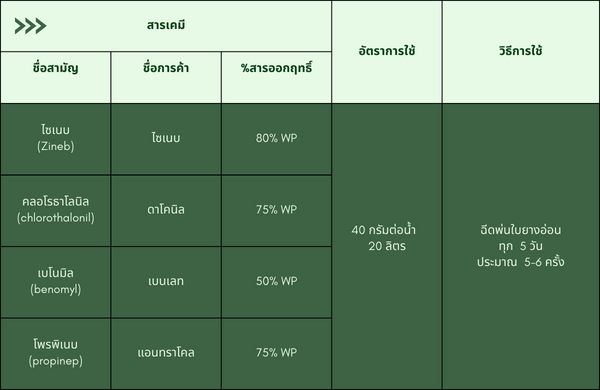 สารเคมี
อัตราการใช้
วิธีการใช้
ชื่อสามัญ
ชื่อการค้า
%สารออกฤทธิ์
ไซเนบ
(Zineb)
ไซเนบ
80% WP
คลอโรธาโลนิล
(chlorothalonil)
ดาโคนิล
75% WP
40 กรัมต่อน้ำ
20 ลิตร
ฉีดพ่นใบยางอ่อน
ทุก 5 วัน
ประมาณ 5-6 ครั้ง
เบโนมิล
(benomyl)
เบนเลท
50% WP
โพรพิเนบ
(propinep)
แอนทราโคล
75% WP